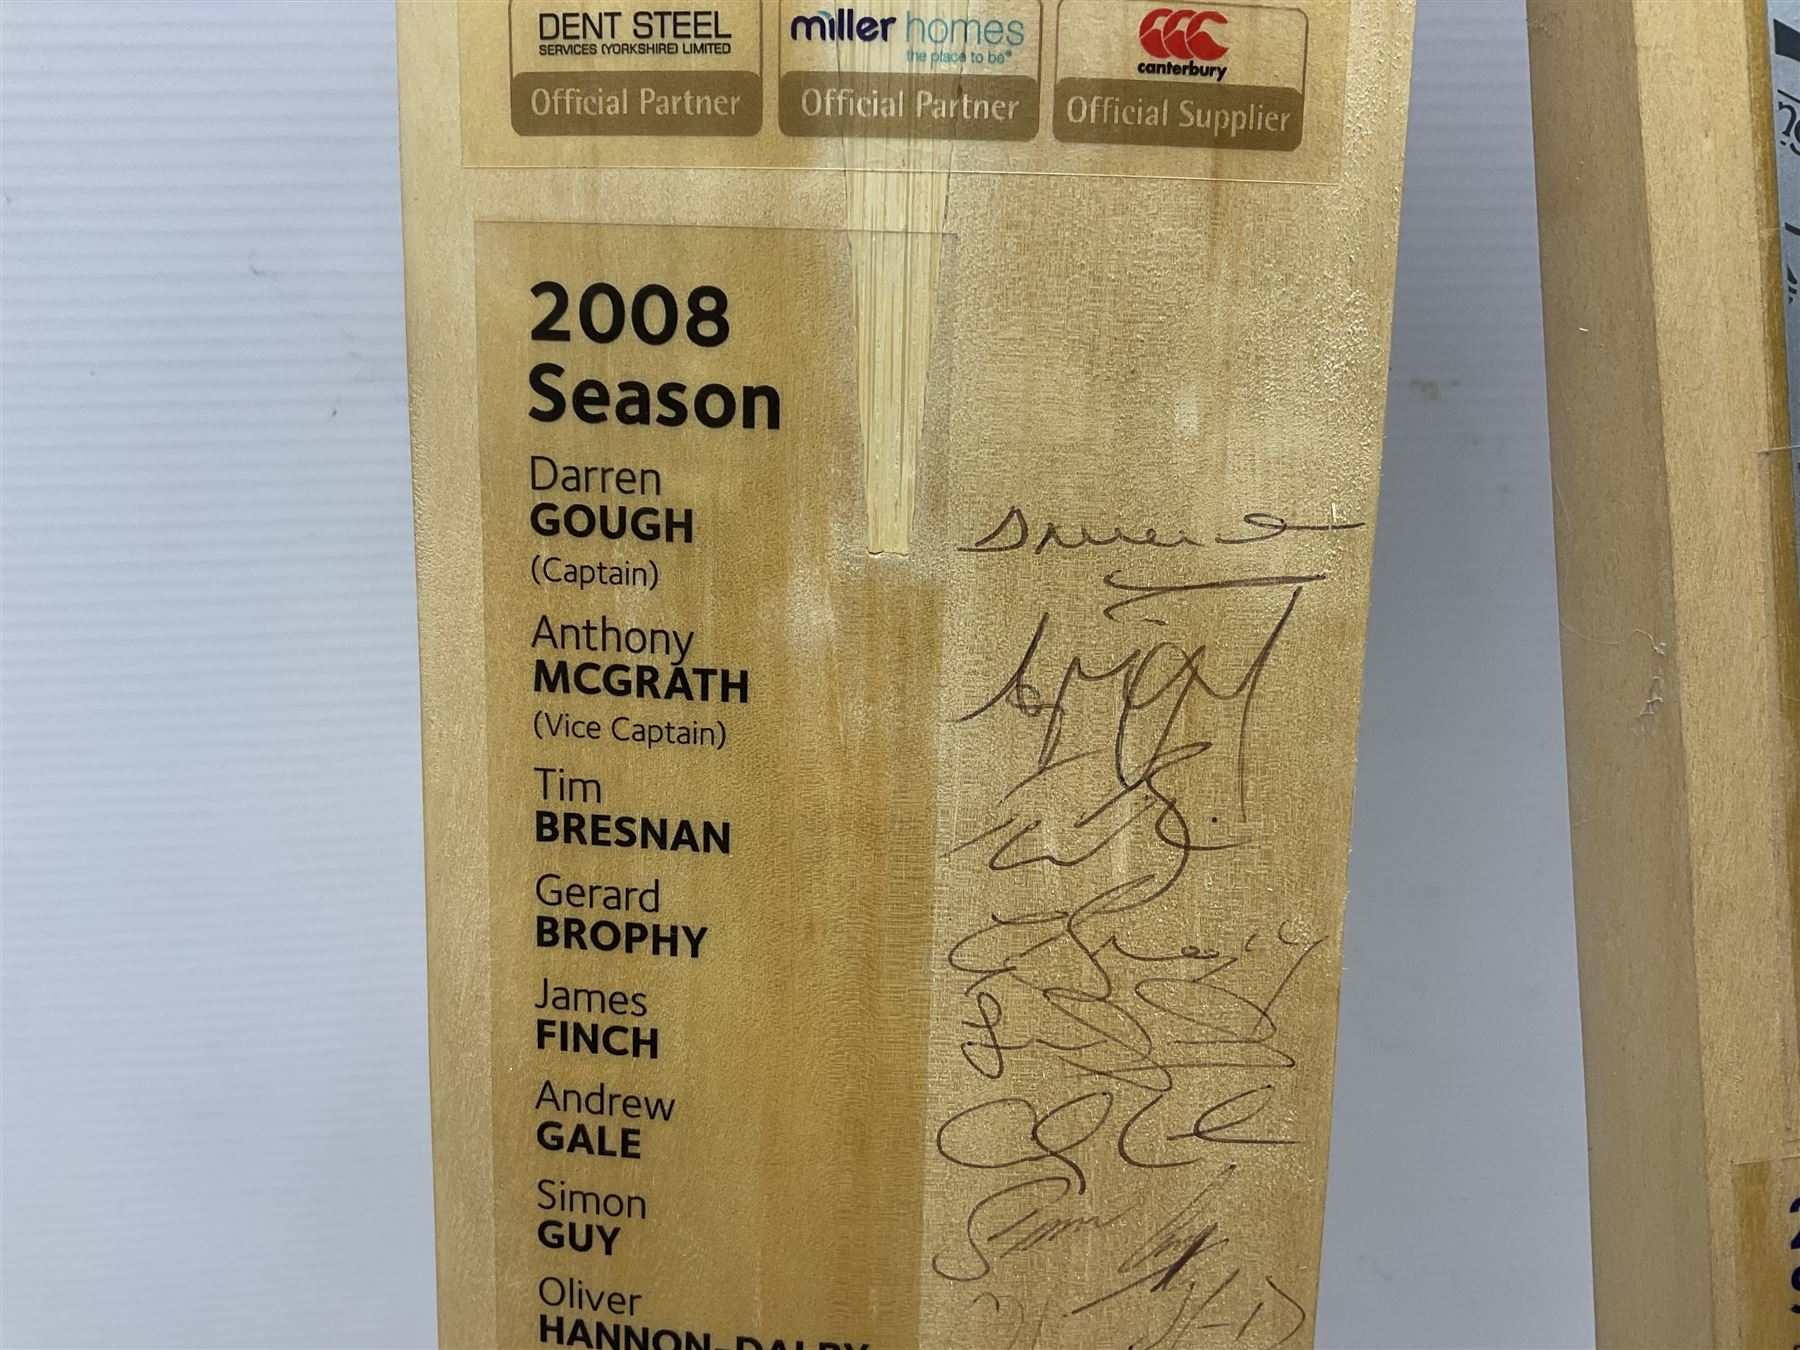 DENT STEEL
SERVICES (YORKSHIRE) LIMITED
Official Partner
miller homes
the place to be®
Official Partner
canterbury
Official Supplier
2008
Season
Darren
GOUGH
(Captain)
Anthony
MCGRATH
(Vice Captain)
Tim
BRESNAN
Gerard
BROPHY
James
FINCH
Andrew
GALE
Simon
GUY
Oliver
HANNON-DALBY